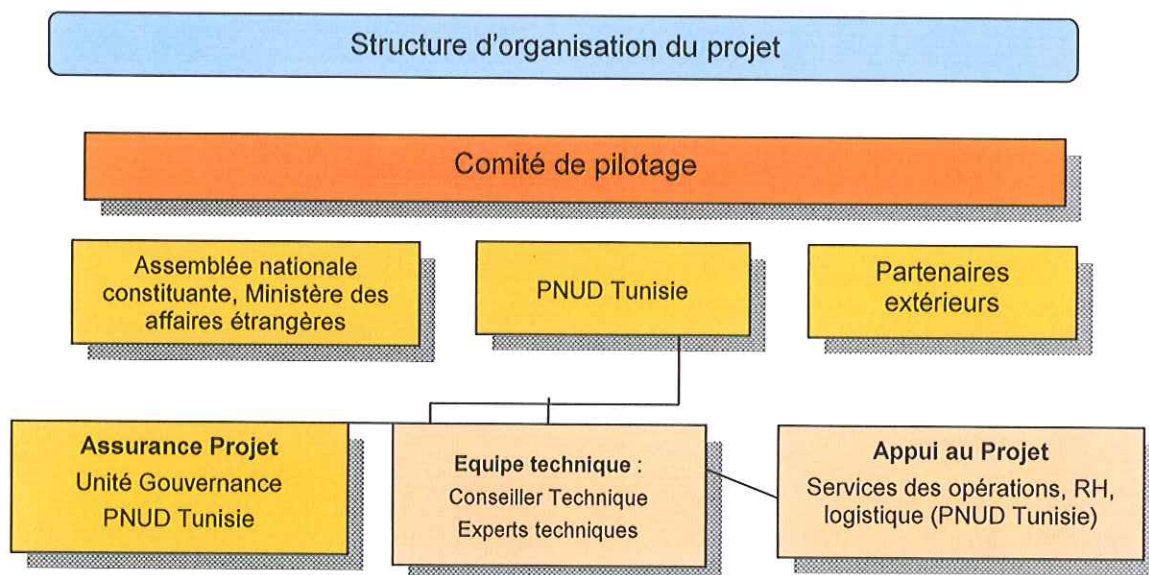 Structure d'organisation du projet
Comité de pilotage
Assemblée nationale
constituante, Ministère des
affaires étrangères
PNUD Tunisie
Partenaires
extérieurs
Assurance Projet
Unité Gouvernance
PNUD Tunisie
Equipe technique :
Conseiller Technique
Experts techniques
Appui au Projet
Services des opérations, RH,
logistique (PNUD Tunisie)